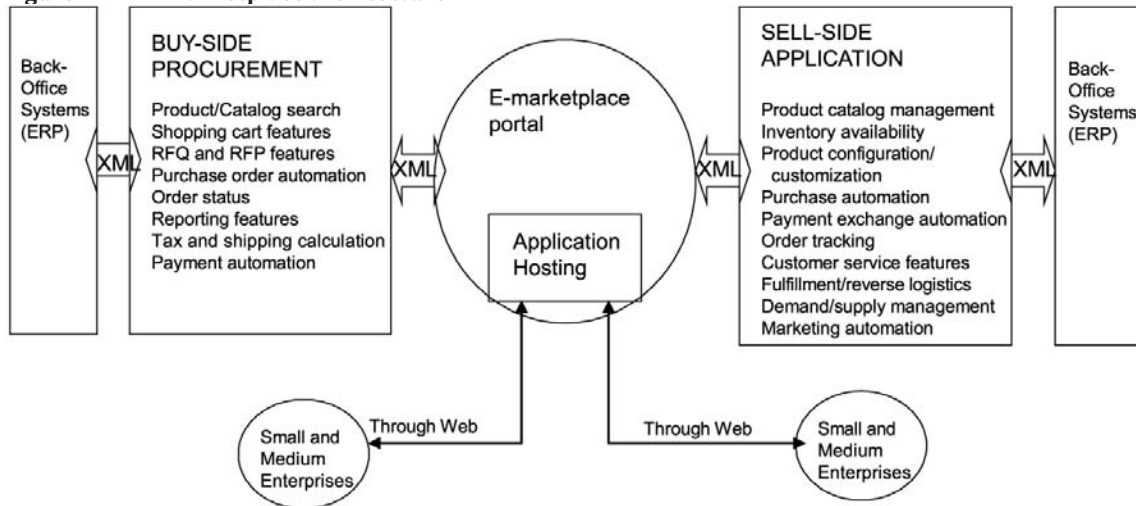 Back-
Office
Systems
(ERP)
XML
BUY-SIDE
PROCUREMENT
Product/Catalog search
Shopping cart features
RFQ and RFP features
Purchase order automation
Order status
Reporting features
Tax and shipping calculation
Payment automation
XML
E-marketplace
portal
Application
Hosting
XML
SELL-SIDE
APPLICATION
Product catalog management
Inventory availability
Product configuration/
customization
Purchase automation
Payment exchange automation
Order tracking
Customer service features
Fulfillment/reverse logistics
Demand/supply management
Marketing automation
XML
Back-
Office
Systems
(ERP)
Small and
Medium
Enterprises
Through Web
Through Web
Small and
Medium
Enterprises